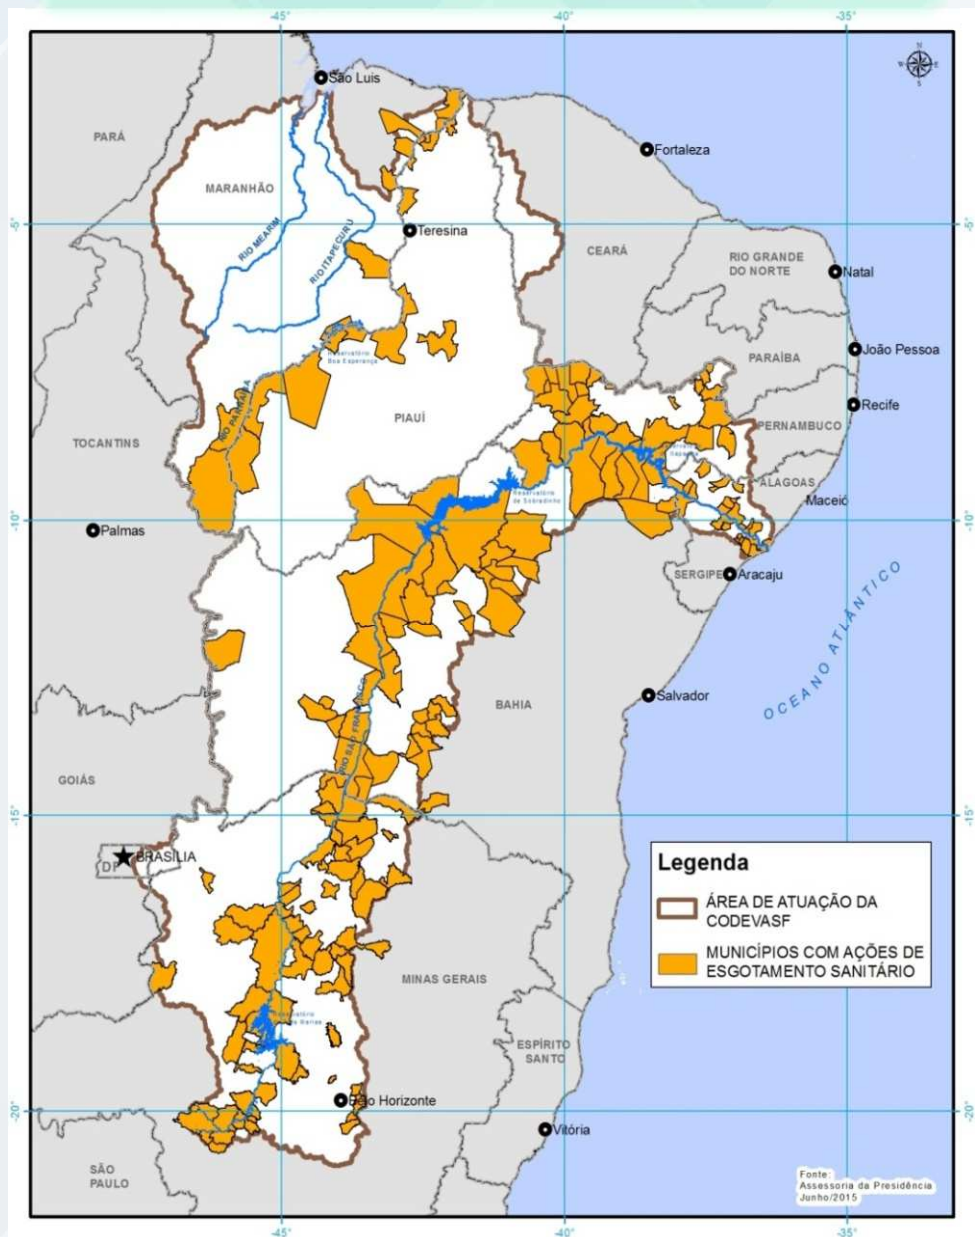 -45°
-40°
-35°
N
S
São Luis
PARÁ
Fortaleza
MARANHÃO
-5°
RIO MEARIM
RIO ITAPECURU
Teresina
CEARÁ
RIO GRANDE
DO NORTE
-5°
Natal
João Pessoa
PARAÍBA
Reservatório
Boa Esperança
RIO PARNAÍBA
PIAUÍ
Recife
PERNAMBUCO
TOCANTINS
ALAGOAS
Reservatório
de Sobradinho
Maceió
-10°
Palmas
-10°
SERGIPE
Aracaju
OCEANO ATLÂNTICO
RIO SÃO FRANCISCO
BAHIA
Salvador
GOIÁS
-15°
-15°
BRASÍLIA
DF
Legenda
ÁREA DE ATUAÇÃO DA
CODEVASF
MUNICÍPIOS COM AÇÕES DE
ESGOTAMENTO SANITÁRIO
MINAS GERAIS
ESPÍRITO
SANTO
Belo Horizonte
-20°
-20°
Vitória
SÃO
PAULO
Fonte:
Assessoria da Presidência
Junho/2015
-45°
-40°
-35°